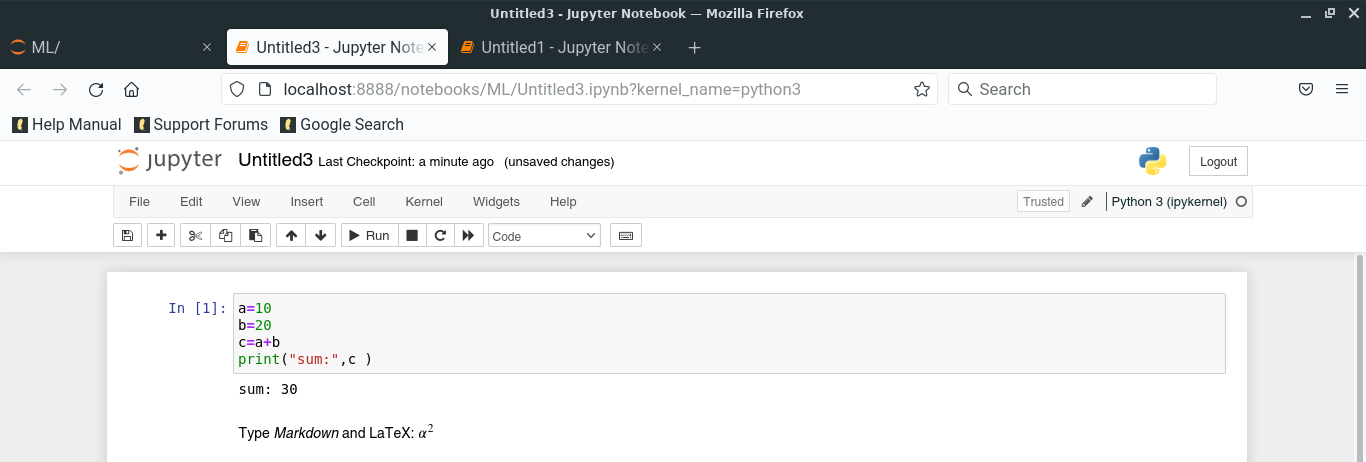 Untitled3 - Jupyter Notebook — Mozilla Firefox
ML/ Untitled3 - Jupyter Note Untitled1 - Jupyter Note
localhost:8888/notebooks/ML/Untitled3.ipynb?kernel_name=python3 Search
Help Manual Support Forums Google Search
jupyter Untitled3 Last Checkpoint: a minute ago (unsaved changes) Logout
File Edit View Insert Cell Kernel Widgets Help Trusted Python 3 (ipykernel)
Run Code
In [1]: a=10
b=20
c=a+b
print("sum:",c )
sum: 30
Type Markdown and LaTeX: α²